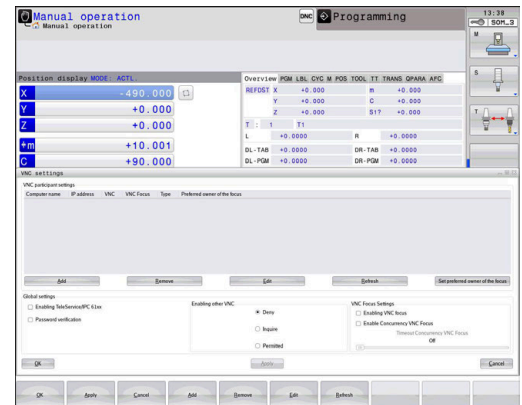 Manual operation
Manual operation
DNC
Programming
13:38
SOM_3
Position display MODE: ACTL.
X -490.000
Y +0.000
Z +0.000
+m +10.001
C +90.000
Overview PGM LBL CYC M POS TOOL TT TRANS QPARA AFC
REFDST X +0.000 m +0.000
Y +0.000 C +0.000
Z +0.000 S1? +0.000
T : 1 T1
L +0.0000 R +0.0000
DL-TAB +0.0000 DR-TAB +0.0000
DL-PGM +0.0000 DR-PGM +0.0000
M
S
T
VNC settings
VNC participant settings
Computer name IP address VNC VNC Focus Type Preferred owner of the focus
Add Remove Edit Refresh Set preferred owner of the focus
Global settings
Enabling TeleService/IPC 61xx
Password verification
Enabling other VNC
Deny
Inquire
Permitted
VNC Focus Settings
Enabling VNC focus
Enable Concurrency VNC Focus
Timeout Concurrency VNC Focus
Off
OK Apply Cancel
OK Apply Cancel Add Remove Edit Refresh